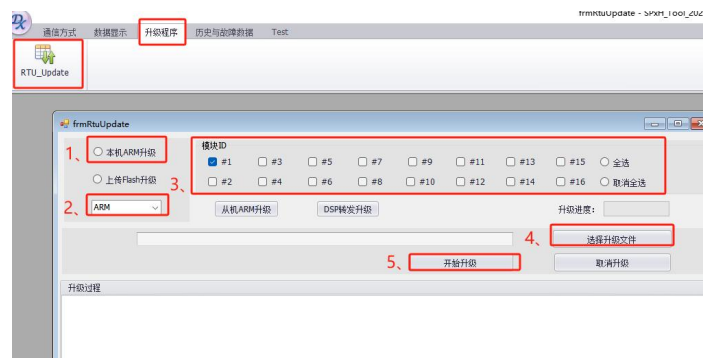 frmRtuUpdate - SPxH_Tool_202
通信方式 数据显示 升级程序 历史与故障数据 Test
RTU_Update
frmRtuUpdate
模块ID
1、 本机ARM升级 #1 #3 #5 #7 #9 #11 #13 #15 全选
上传Flash升级 3、 #2 #4 #6 #8 #10 #12 #14 #16 取消全选
2、 ARM 从机ARM升级 DSP转发升级 升级进度：
4、 选择升级文件
5、 开始升级 取消升级
升级过程